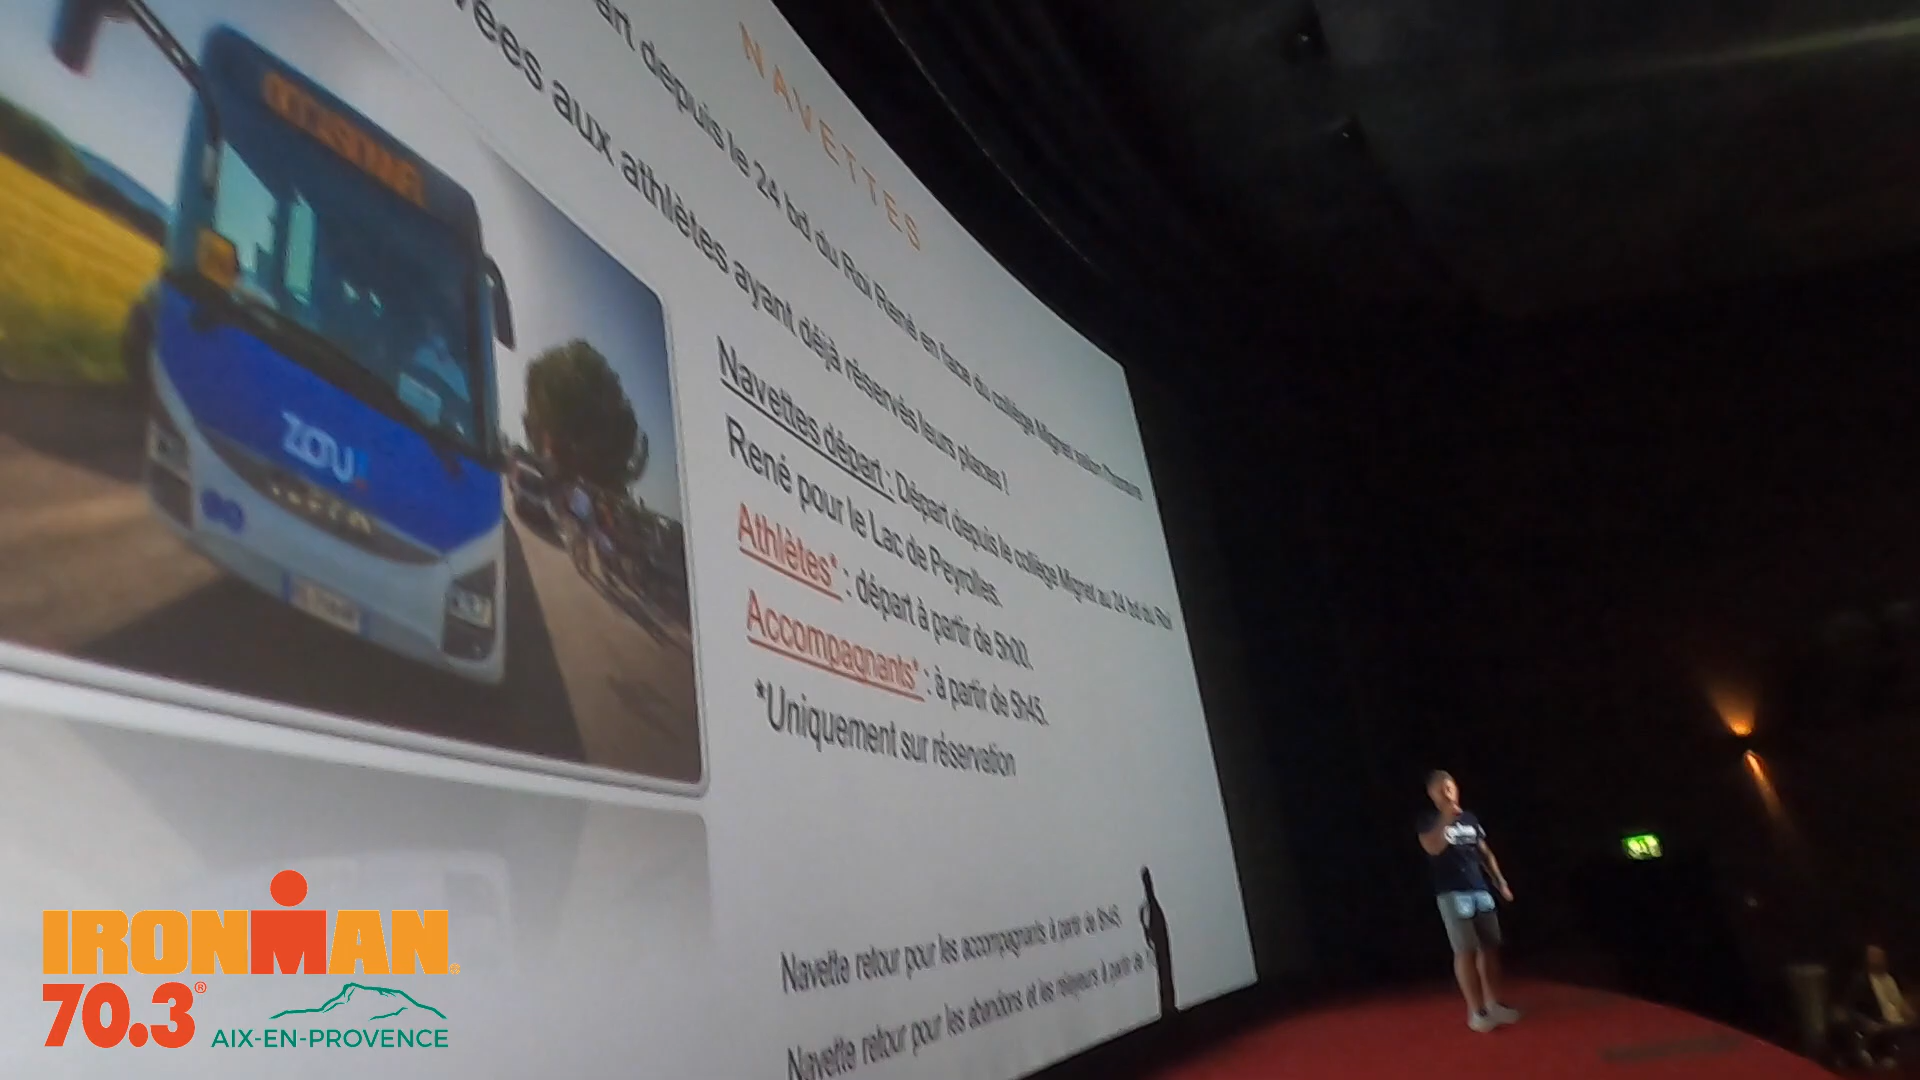 NAVETTES
depuis le 24 bd du Roi René en face du collège Mignet selon l'horaire
aux athlètes ayant déjà réservés leurs places !
Navettes départ : Départ depuis le collège Mignet au 24 bd du Roi
René pour le Lac de Peyrolles.
Athlètes* : départ à partir de 5h00.
Accompagnants* : à partir de 5h45.
*Uniquement sur réservation
Navette retour pour les accompagnants à partir de 8h45
Navette retour pour les abandons et les relayeurs à partir de
ZOU
IRONMAN®
70.3®
AIX-EN-PROVENCE